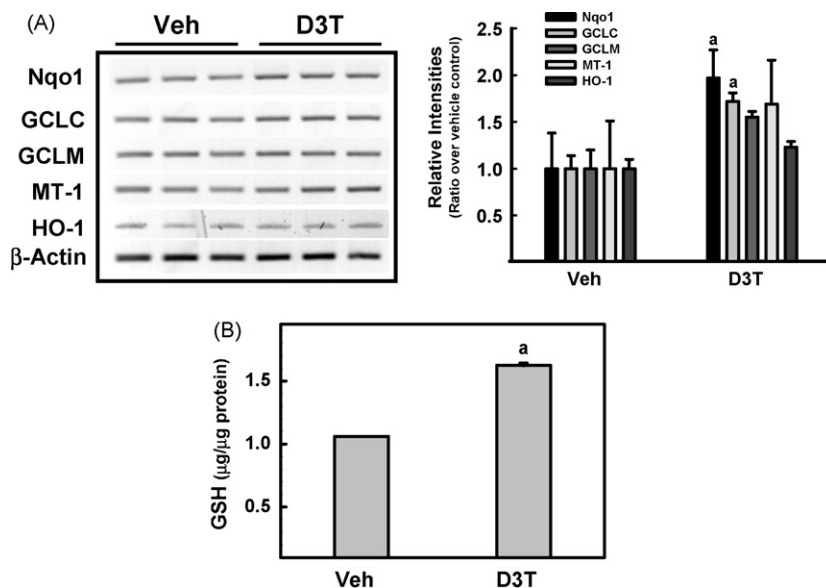 (A)
Veh D3T
Nqo1
GCLC
GCLM
MT-1
HO-1
β-Actin
Relative Intensities
(Ratio over vehicle control)
2.5
2.0
1.5
1.0
0.5
Nqo1
GCLC
GCLM
MT-1
HO-1
a
a
Veh D3T
(B)
GSH (μg/μg protein)
1.5
1.0
0.5
a
Veh D3T